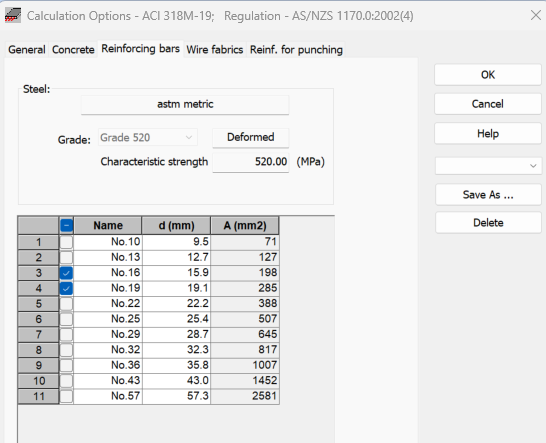 Calculation Options - ACI 318M-19; Regulation - AS/NZS 1170.0:2002(4)
General Concrete Reinforcing bars Wire fabrics Reinf. for punching
Steel:
astm metric
Grade: Grade 520 Deformed
Characteristic strength 520.00 (MPa)
OK
Cancel
Help
Save As ...
Delete
Name d (mm) A (mm2)
1 No.10 9.5 71
2 No.13 12.7 127
3 No.16 15.9 198
4 No.19 19.1 285
5 No.22 22.2 388
6 No.25 25.4 507
7 No.29 28.7 645
8 No.32 32.3 817
9 No.36 35.8 1007
10 No.43 43.0 1452
11 No.57 57.3 2581